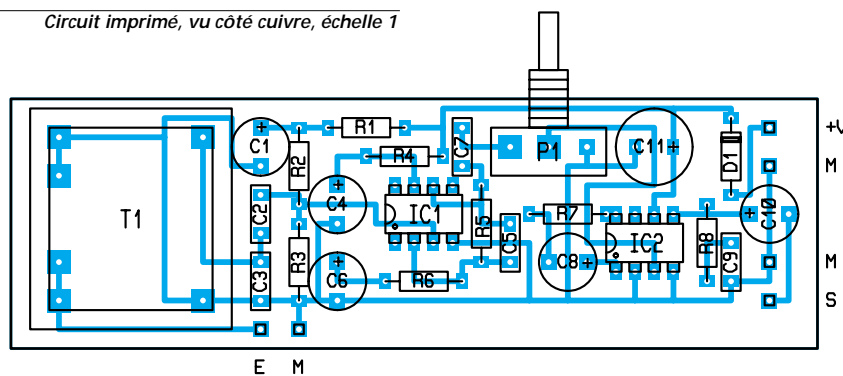 Circuit imprimé, vu côté cuivre, échelle 1
+V
C1
R1
C7
P1
C11
D1
M
R2
R4
T1
C2
C4
IC1
R5
C5
R7
IC2
R8
C10
C3
R3
C6
R6
C8
C9
M
S
E M